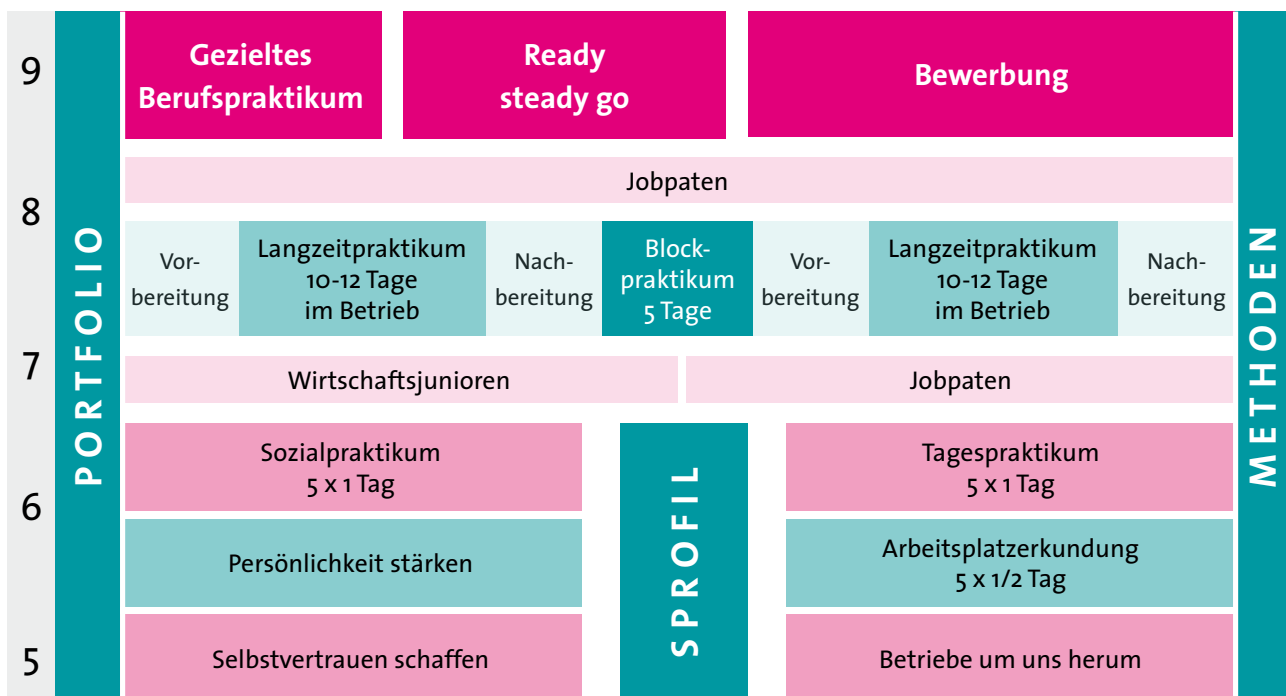 9
Gezieltes
Berufspraktikum
Ready
steady go
Bewerbung
Jobpaten
8
PORTFOLIO
METHODEN
Vor-
bereitung
Langzeitpraktikum
10-12 Tage
im Betrieb
Nach-
bereitung
Block-
praktikum
5 Tage
Vor-
bereitung
Langzeitpraktikum
10-12 Tage
im Betrieb
Nach-
bereitung
7
Wirtschaftsjunioren
Jobpaten
Sozialpraktikum
5 x 1 Tag
SPROFIL
Tagespraktikum
5 x 1 Tag
6
Persönlichkeit stärken
Arbeitsplatzerkundung
5 x 1/2 Tag
5
Selbstvertrauen schaffen
Betriebe um uns herum